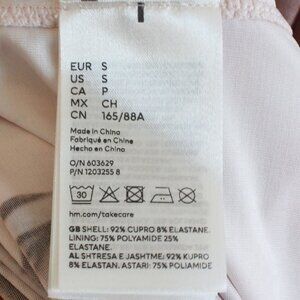 EUR S
US S
CA P
MX CH
CN 165/88A
Made in China
Fabriqué en Chine
Hecho en China
O/N 603629
P/N 1203255 8
30
hm.com/takecare
GB SHELL: 92% CUPRO 8% ELASTANE.
LINING: 75% POLYAMIDE 25%
ELASTANE.
AL SHTRESA E JASHTME: 92% KUPRO
8% ELASTAN. ASTARI: 75% POLIAMID